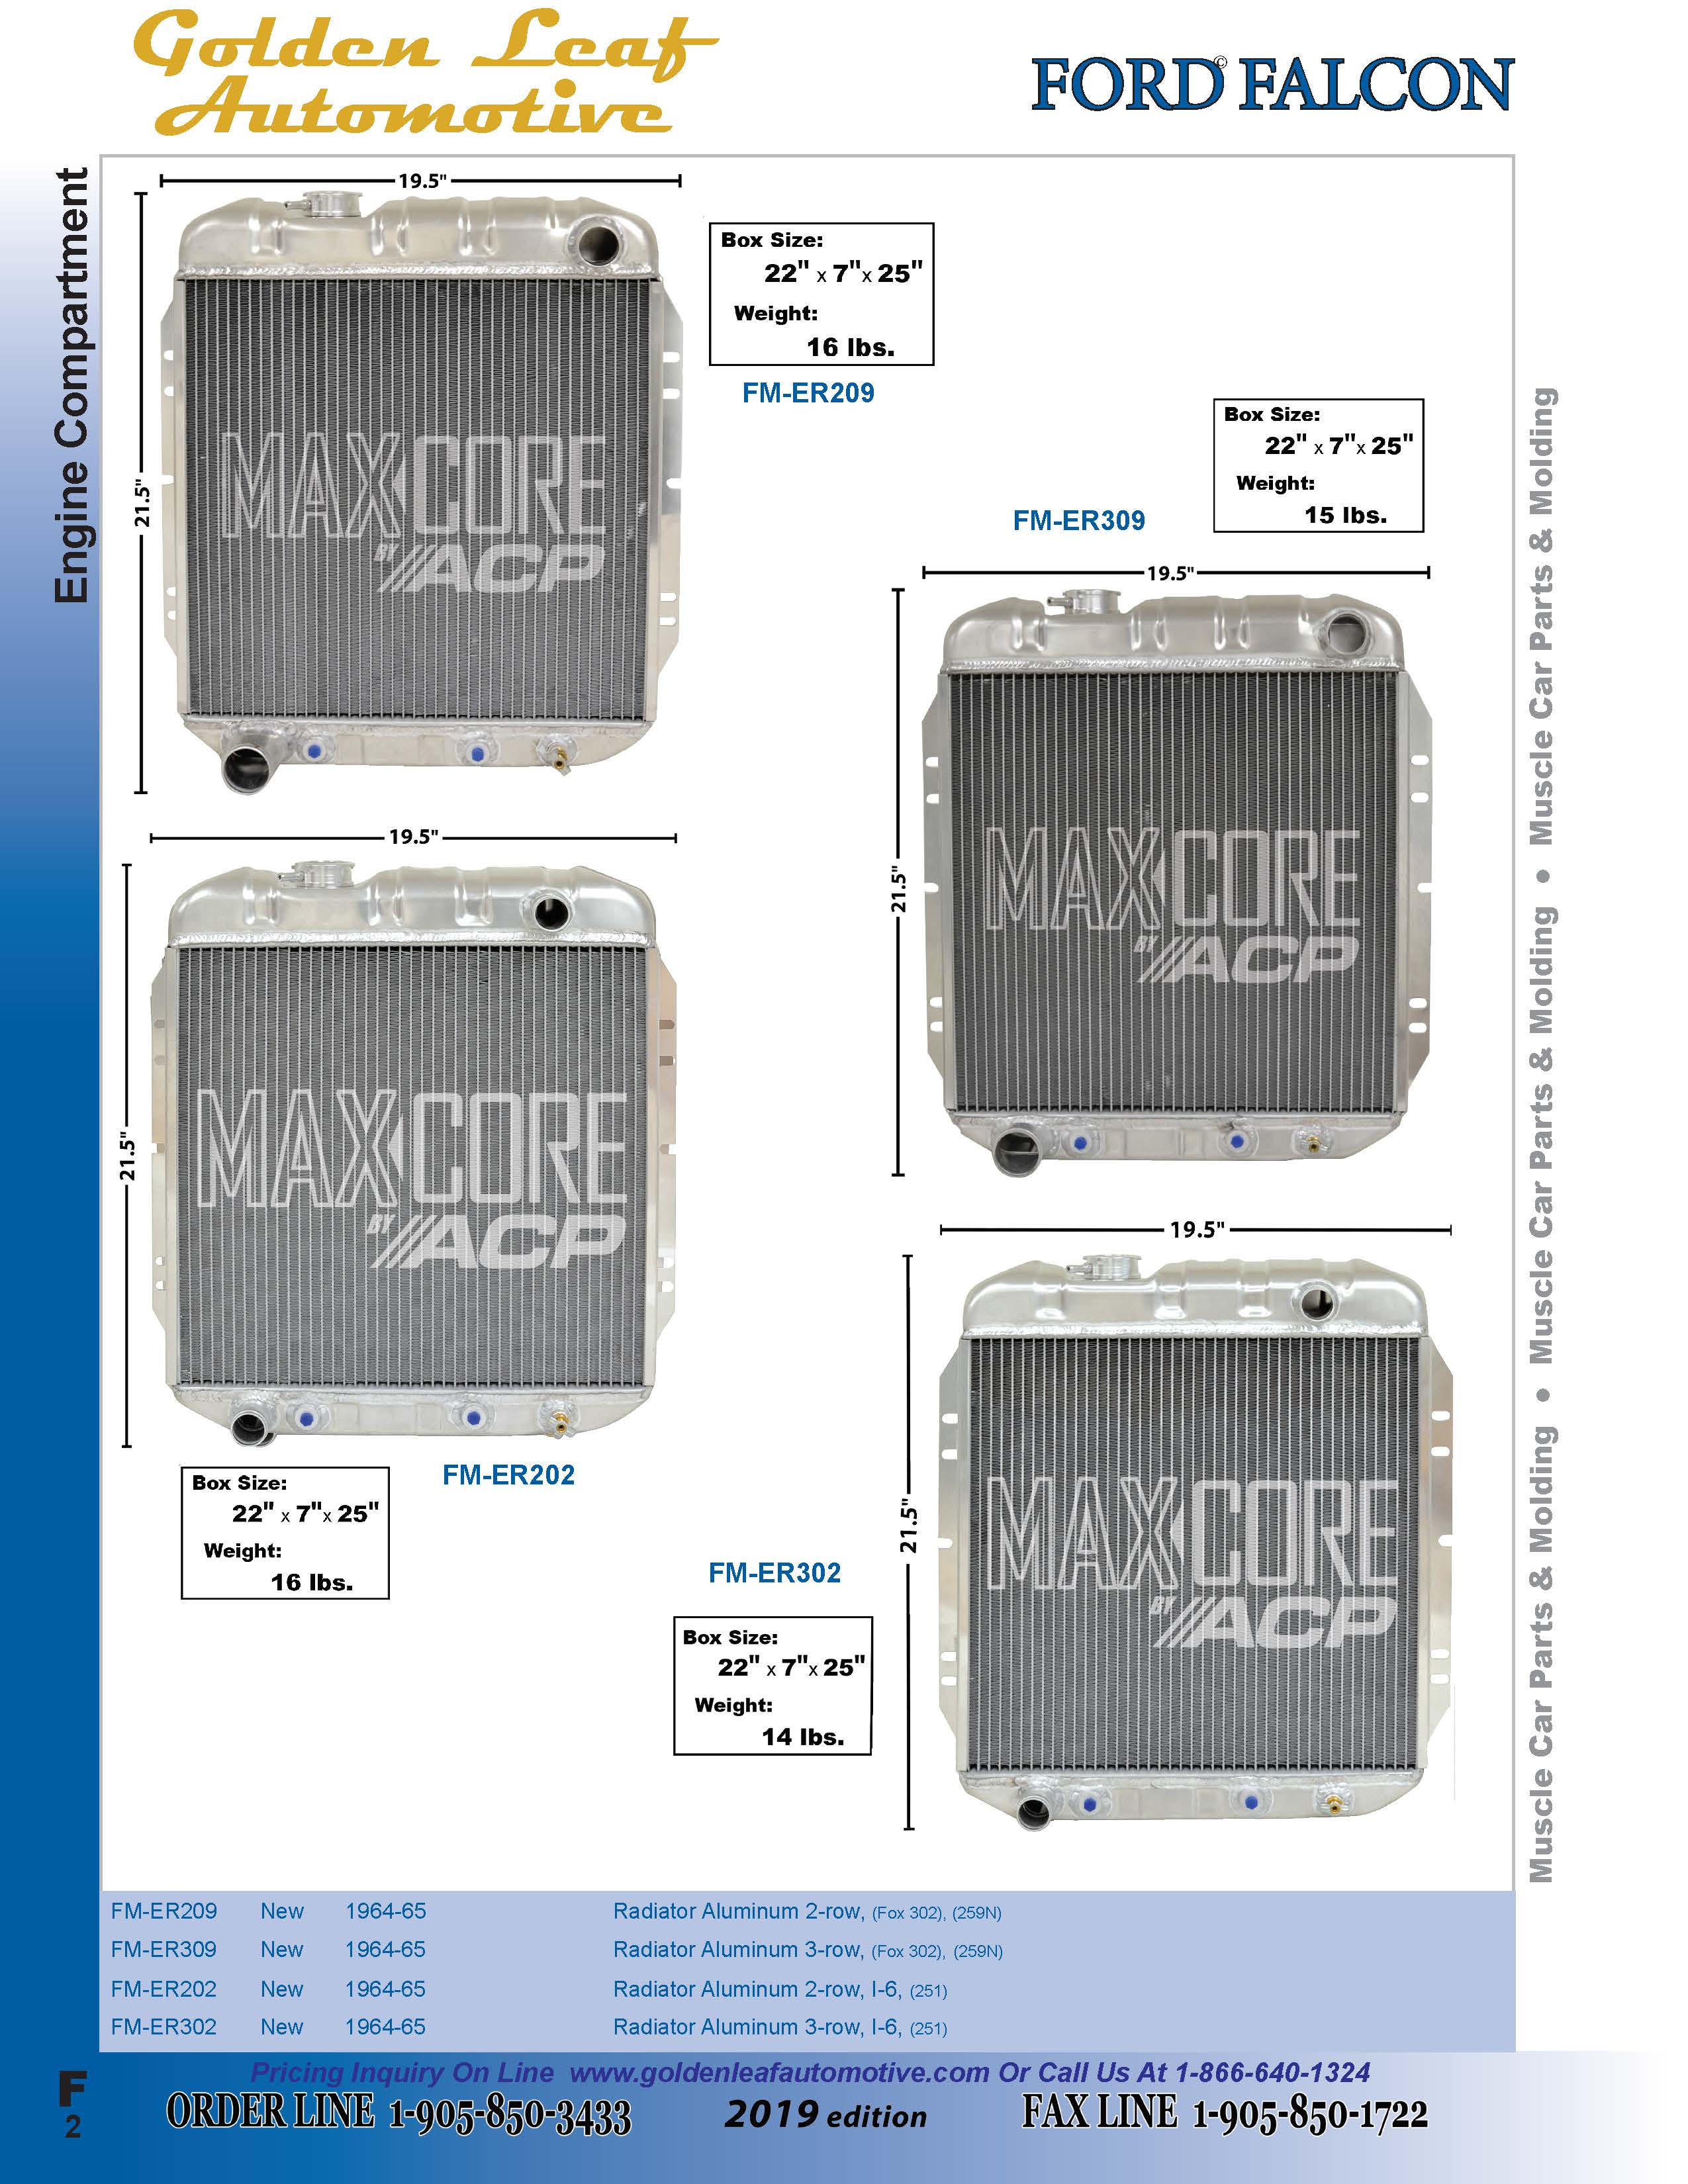 Golden Leaf
Automotive
FORD© FALCON
Engine Compartment
19.5"
21.5"
Box Size:
22" x 7"x 25"
Weight:
16 lbs.
FM-ER209
MAXCORE
BY ACP
Box Size:
22" x 7"x 25"
Weight:
15 lbs.
FM-ER309
19.5"
21.5"
MAXCORE
BY ACP
19.5"
21.5"
MAXCORE
BY ACP
FM-ER202
Box Size:
22" x 7"x 25"
Weight:
16 lbs.
19.5"
21.5"
MAXCORE
BY ACP
FM-ER302
Box Size:
22" x 7"x 25"
Weight:
14 lbs.
Muscle Car Parts & Molding • Muscle Car Parts & Molding • Muscle Car Parts & Molding
FM-ER209 New 1964-65 Radiator Aluminum 2-row, (Fox 302), (259N)
FM-ER309 New 1964-65 Radiator Aluminum 3-row, (Fox 302), (259N)
FM-ER202 New 1964-65 Radiator Aluminum 2-row, I-6, (251)
FM-ER302 New 1964-65 Radiator Aluminum 3-row, I-6, (251)
Pricing Inquiry On Line www.goldenleafautomotive.com Or Call Us At 1-866-640-1324
F
2
ORDER LINE 1-905-850-3433 2019 edition FAX LINE 1-905-850-1722